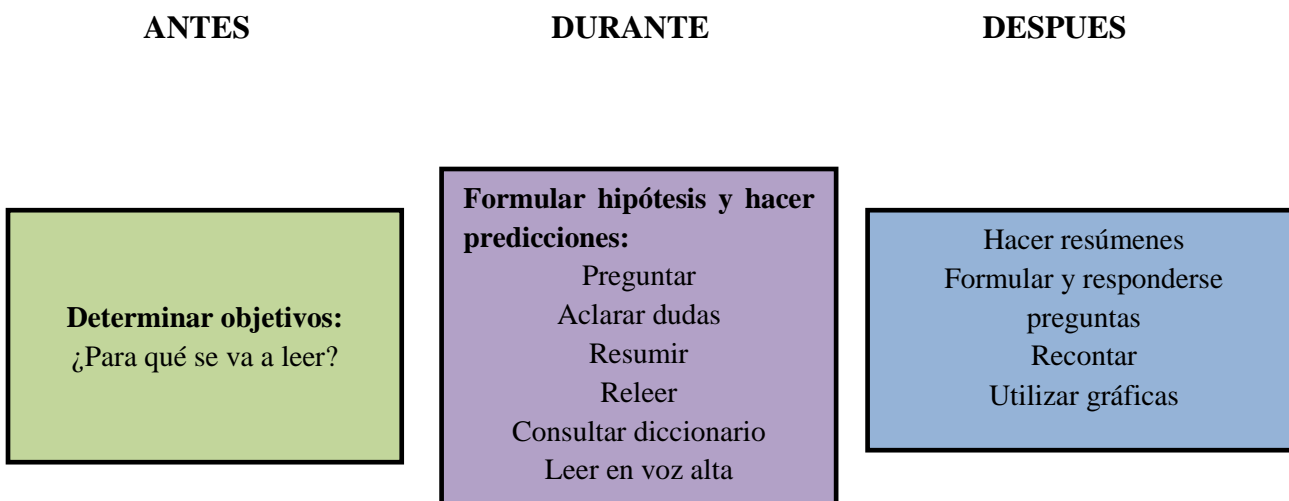 ANTES
DURANTE
DESPUES
Determinar objetivos:
¿Para qué se va a leer?
Formular hipótesis y hacer
predicciones:
Preguntar
Aclarar dudas
Resumir
Releer
Consultar diccionario
Leer en voz alta
Hacer resúmenes
Formular y responderse
preguntas
Recontar
Utilizar gráficas